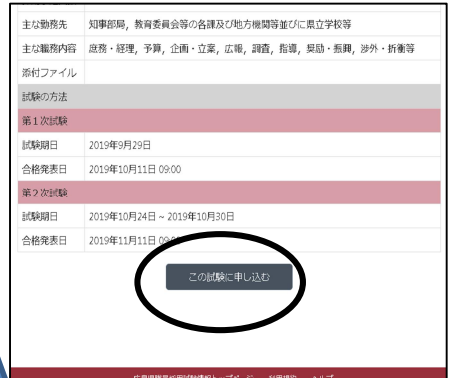 主な勤務先 知事部局，教育委員会等の各課及び地方機関等並びに県立学校等
主な職務内容 庶務・経理，予算，企画・立案，広報，調査，指導，奨励・振興，渉外・折衝等
添付ファイル
試験の方法
第１次試験
試験期日 2019年9月29日
合格発表日 2019年10月11日 09:00
第２次試験
試験期日 2019年10月24日 ~ 2019年10月30日
合格発表日 2019年11月11日 09:00
この試験に申し込む